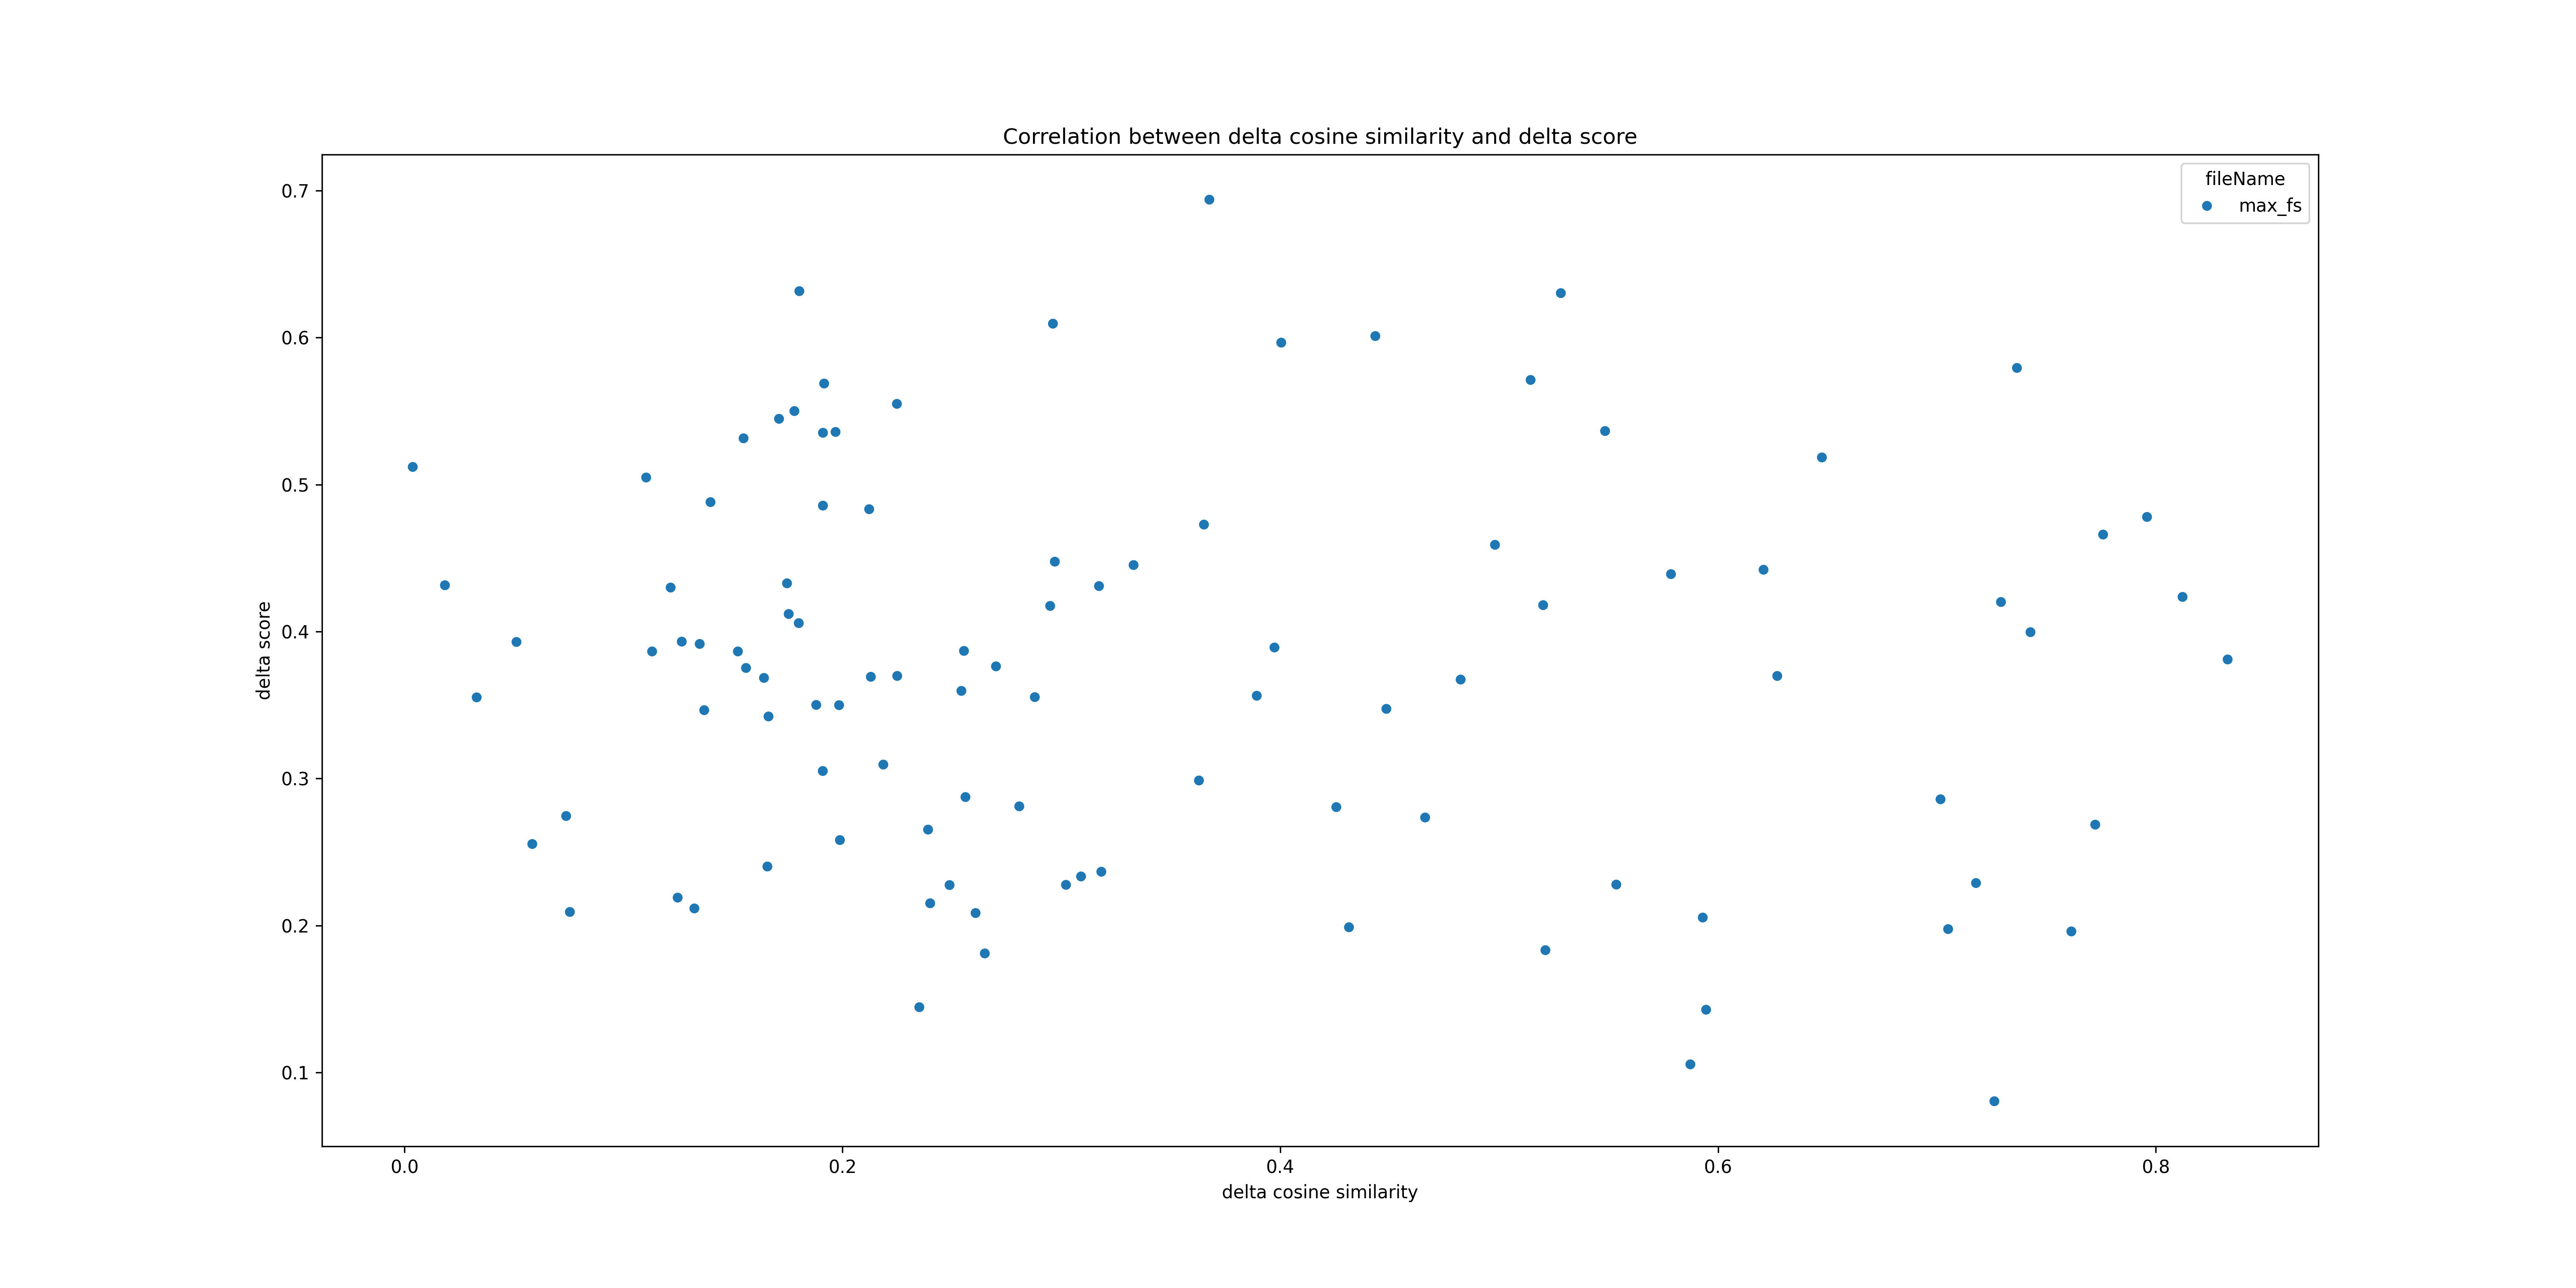 Correlation between delta cosine similarity and delta score
fileName
max_fs
0.7
0.6
0.5
0.4
0.3
0.2
0.1
delta score
0.0
0.2
0.4
0.6
0.8
delta cosine similarity